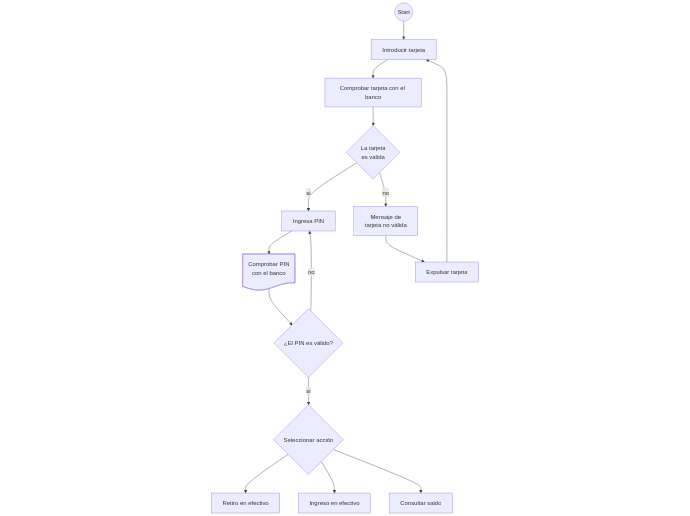 Start
Introducir tarjeta
Comprobar tarjeta con el
banco
La tarjeta
es valida
si
no
Ingresa PIN
Mensaje de
tarjeta no válida
Comprobar PIN
con el banco
no
Expulsar tarjeta
¿El PIN es válido?
si
Seleccionar acción
Retiro en efectivo
Ingreso en efectivo
Consultar saldo